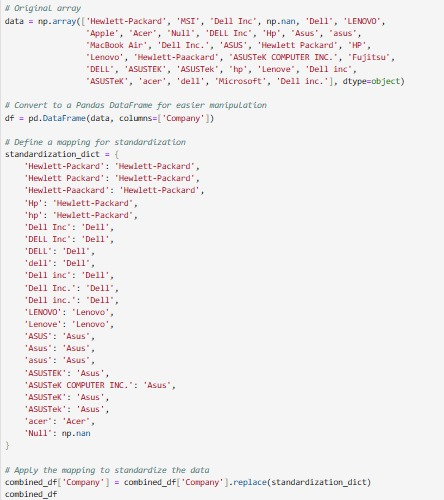 # Original array
data = np.array(['Hewlett-Packard', 'MSI', 'Dell Inc', np.nan, 'Dell', 'LENOVO',
'Apple', 'Acer', 'Null', 'DELL Inc', 'Hp', 'Asus', 'asus',
'MacBook Air', 'Dell Inc.', 'ASUS', 'Hewlett Packard', 'HP',
'Lenovo', 'Hewlett-Paackard', 'ASUSTeK COMPUTER INC.', 'Fujitsu',
'DELL', 'ASUSTEK', 'ASUSTek', 'hp', 'Lenove', 'Dell inc',
'ASUSTeK', 'acer', 'dell', 'Microsoft', 'Dell inc.'], dtype=object)
# Convert to a Pandas DataFrame for easier manipulation
df = pd.DataFrame(data, columns=['Company'])
# Define a mapping for standardization
standardization_dict = {
'Hewlett-Packard': 'Hewlett-Packard',
'Hewlett Packard': 'Hewlett-Packard',
'Hewlett-Paackard': 'Hewlett-Packard',
'Hp': 'Hewlett-Packard',
'hp': 'Hewlett-Packard',
'Dell Inc': 'Dell',
'DELL Inc': 'Dell',
'DELL': 'Dell',
'dell': 'Dell',
'Dell inc': 'Dell',
'Dell Inc.': 'Dell',
'Dell inc.': 'Dell',
'LENOVO': 'Lenovo',
'Lenove': 'Lenovo',
'ASUS': 'Asus',
'Asus': 'Asus',
'asus': 'Asus',
'ASUSTEK': 'Asus',
'ASUSTeK COMPUTER INC.': 'Asus',
'ASUSTeK': 'Asus',
'ASUSTek': 'Asus',
'acer': 'Acer',
'Null': np.nan
}
# Apply the mapping to standardize the data
combined_df['Company'] = combined_df['Company'].replace(standardization_dict)
combined_df